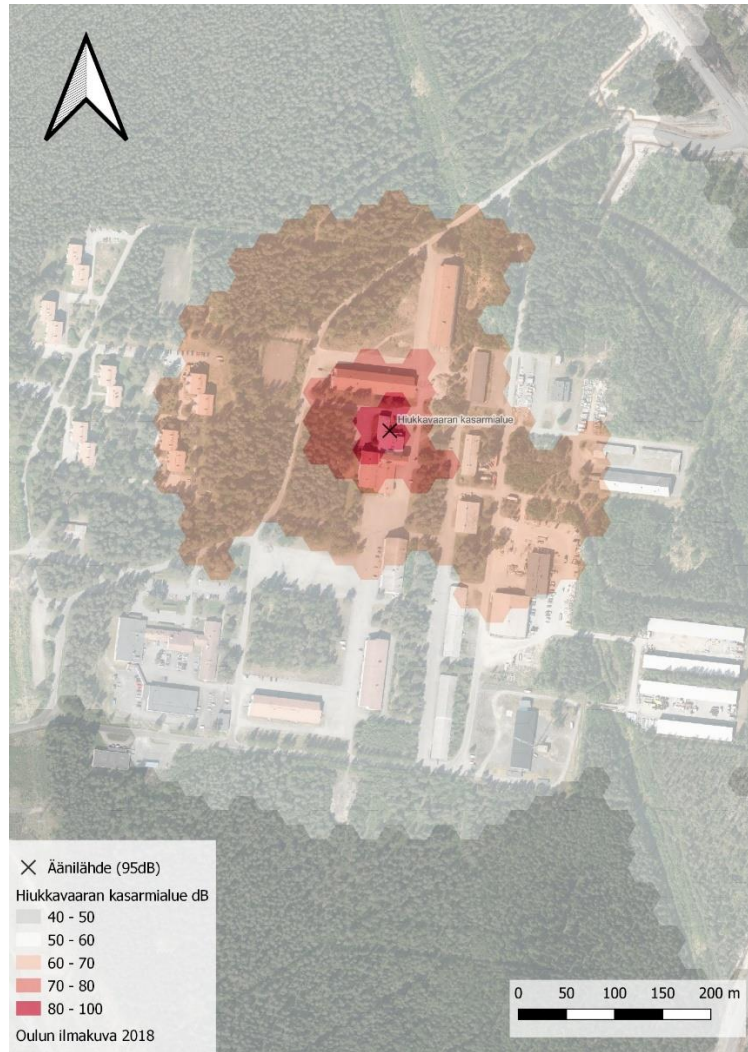 Hiukkavaaran kasarmialue
Äänilähde (95dB)
Hiukkavaaran kasarmialue dB
40 - 50
50 - 60
60 - 70
70 - 80
80 - 100
Oulun ilmakuva 2018
0 50 100 150 200 m